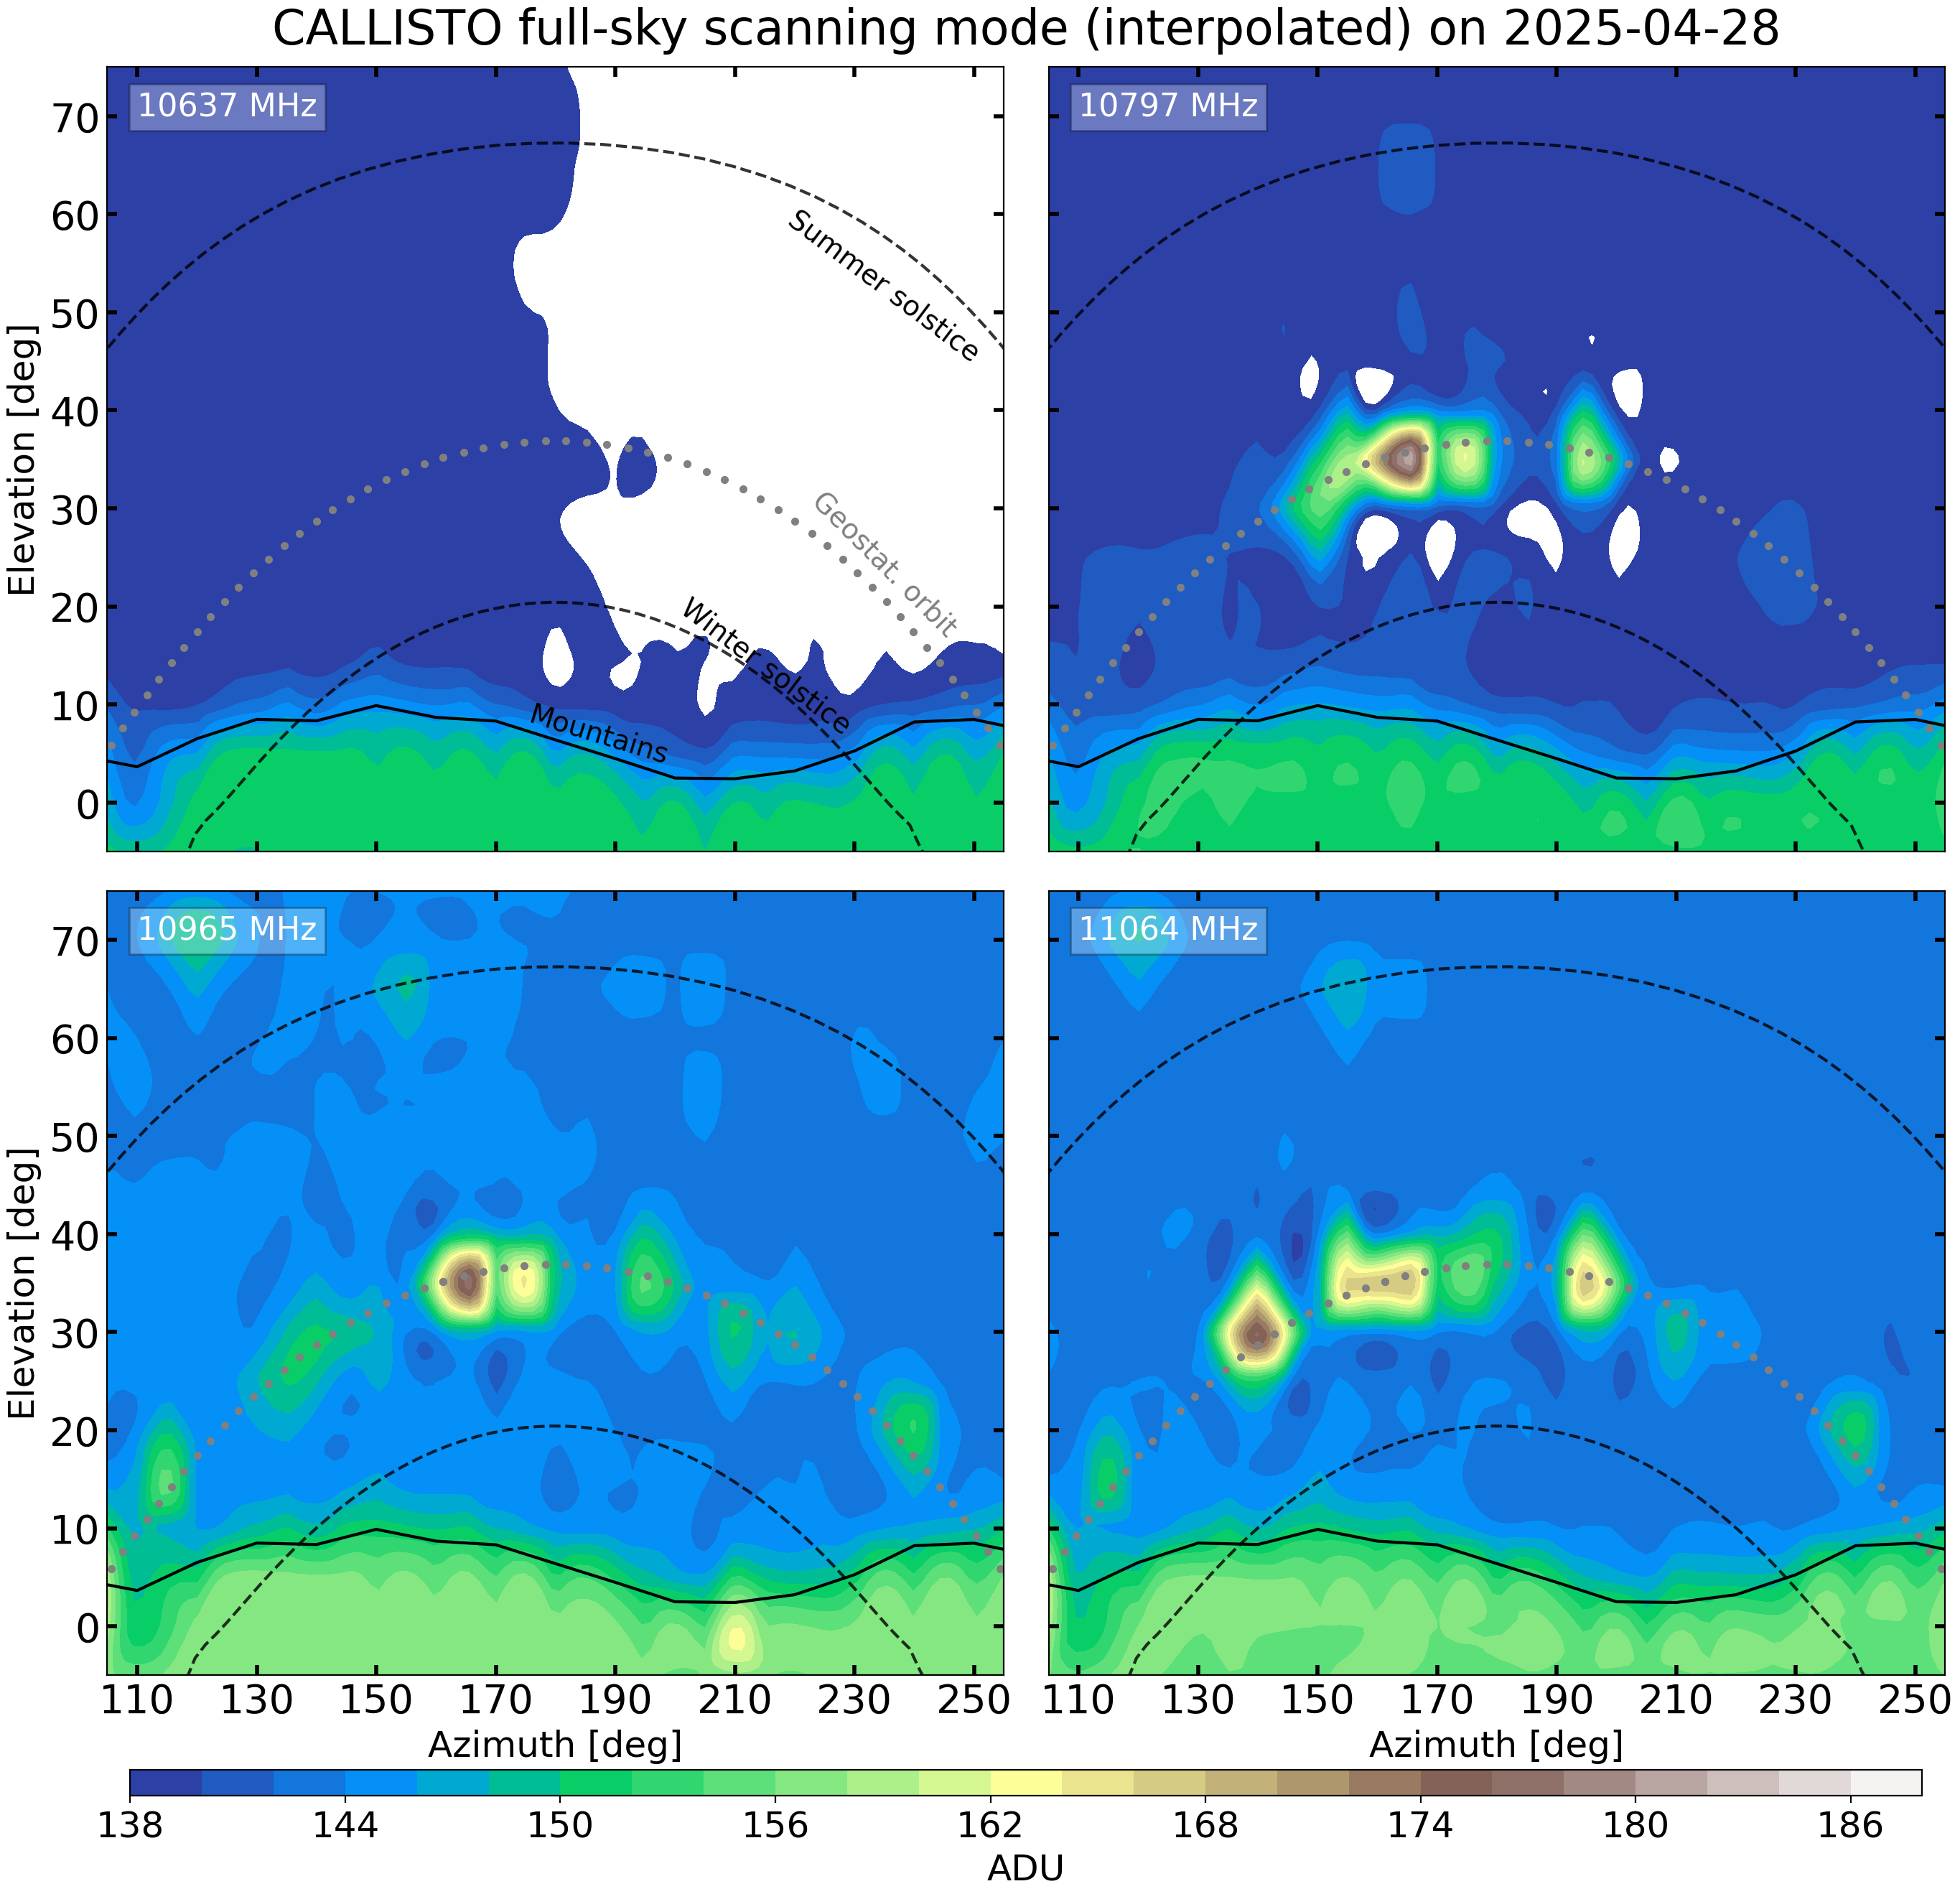 CALLISTO full-sky scanning mode (interpolated) on 2025-04-28
10637 MHz
10797 MHz
70
60
50
40
30
20
10
0
Elevation [deg]
Summer solstice
Geostat. orbit
Winter solstice
Mountains
10965 MHz
11064 MHz
70
60
50
40
30
20
10
0
Elevation [deg]
110 130 150 170 190 210 230 250
110 130 150 170 190 210 230 250
Azimuth [deg]
Azimuth [deg]
138 144 150 156 162 168 174 180 186
ADU